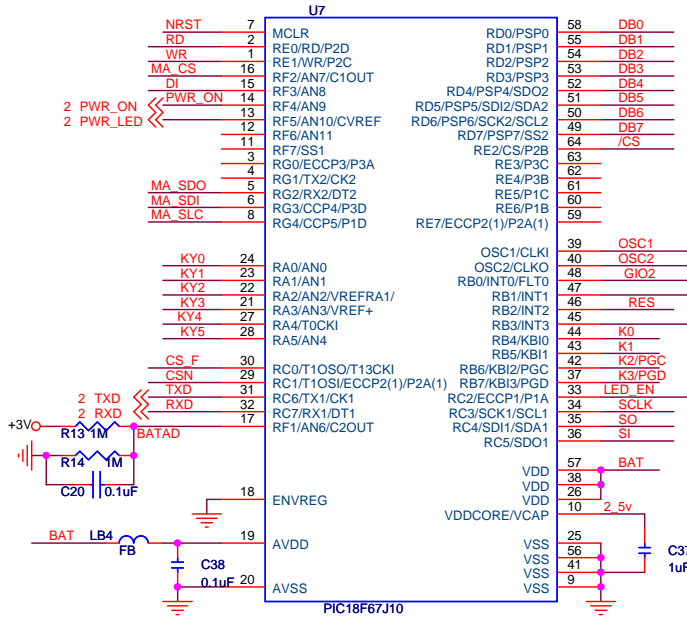 U7
NRST 7 MCLR RD0/PSP0 58 DB0
RD 2 RE0/RD/P2D RD1/PSP1 55 DB1
WR 1 RE1/WR/P2C RD2/PSP2 54 DB2
MA_CS 16 RF2/AN7/C1OUT RD3/PSP3 53 DB3
DI 15 RF3/AN8 RD4/PSP4/SDO2 52 DB4
2 PWR_ON PWR_ON 14 RF4/AN9 RD5/PSP5/SDI2/SDA2 51 DB5
2 PWR_LED 13 RF5/AN10/CVREF RD6/PSP6/SCK2/SCL2 50 DB6
12 RF6/AN11 RD7/PSP7/SS2 49 DB7
11 RF7/SS1 RE2/CS/P2B 64 /CS
3 RG0/ECCP3/P3A RE3/P3C 63
4 RG1/TX2/CK2 RE4/P3B 62
MA_SDO 5 RG2/RX2/DT2 RE5/P1C 61
MA_SDI 6 RG3/CCP4/P3D RE6/P1B 60
MA_SLC 8 RG4/CCP5/P1D RE7/ECCP2(1)/P2A(1) 59
OSC1/CLKI 39 OSC1
KY0 24 RA0/AN0 OSC2/CLKO 40 OSC2
KY1 23 RA1/AN1 RB0/INT0/FLT0 48 GIO2
KY2 22 RA2/AN2/VREFRA1/ RB1/INT1 47
KY3 21 RA3/AN3/VREF+ RB2/INT2 46 RES
KY4 27 RA4/T0CKI RB3/INT3 45
KY5 28 RA5/AN4 RB4/KBI0 44 K0
RB5/KBI1 43 K1
CS_F 30 RC0/T1OSO/T13CKI RB6/KBI2/PGC 42 K2/PGC
CSN 29 RC1/T1OSI/ECCP2(1)/P2A(1) RB7/KBI3/PGD 37 K3/PGD
2 TXD TXD 31 RC6/TX1/CK1 RC2/ECCP1/P1A 33 LED_EN
2 RXD RXD 32 RC7/RX1/DT1 RC3/SCK1/SCL1 34 SCLK
+3V 17 RF1/AN6/C2OUT RC4/SDI1/SDA1 35 SO
R13 1M BATAD RC5/SDO1 36 SI
R14 1M
VDD 57 BAT
VDD 38
C20 0.1uF VDD 26
18 ENVREG VDDCORE/VCAP 10 2_5v
BAT LB4 19 AVDD VSS 25
FB VSS 56
C38 VSS 41 C37
0.1uF 20 AVSS VSS 9 1uF
PIC18F67J10